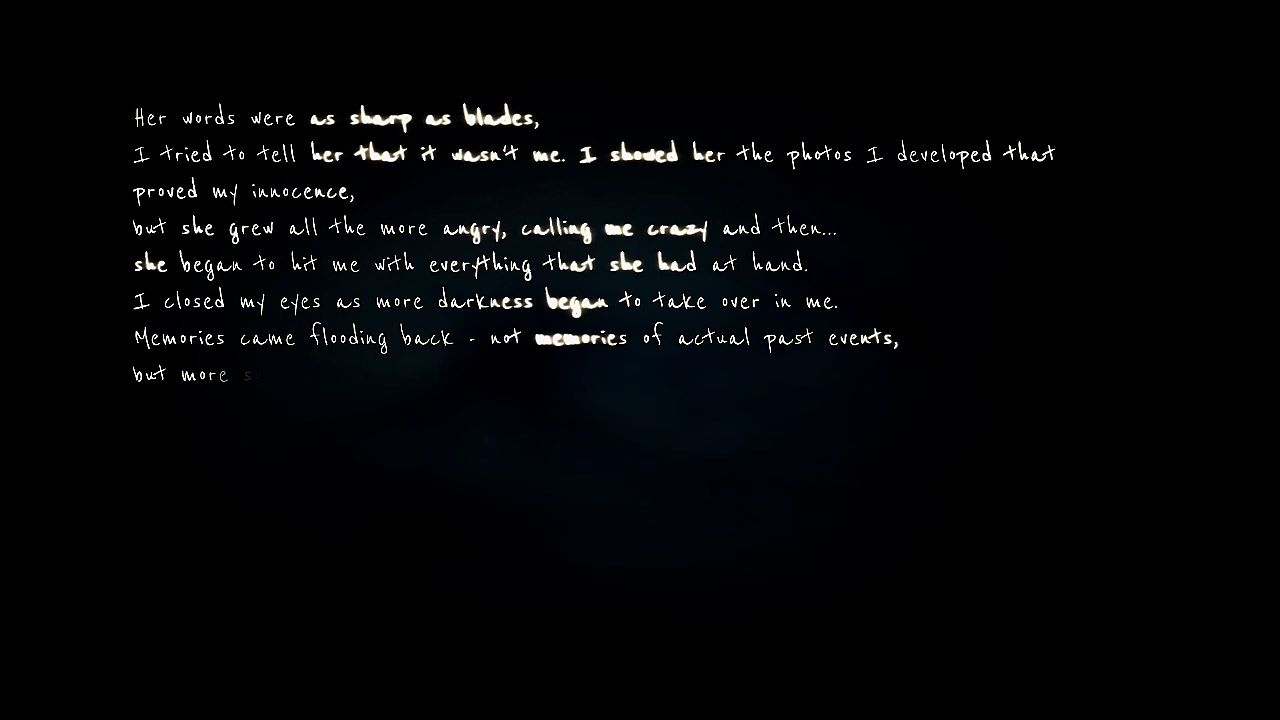 Her words were as sharp as blades,
I tried to tell her that it wasn't me. I showed her the photos I developed that
proved my innocence,
but she grew all the more angry, calling me crazy and then...
she began to hit me with everything that she had at hand.
I closed my eyes as more darkness began to take over in me.
Memories came flooding back - not memories of actual past events,
but more s